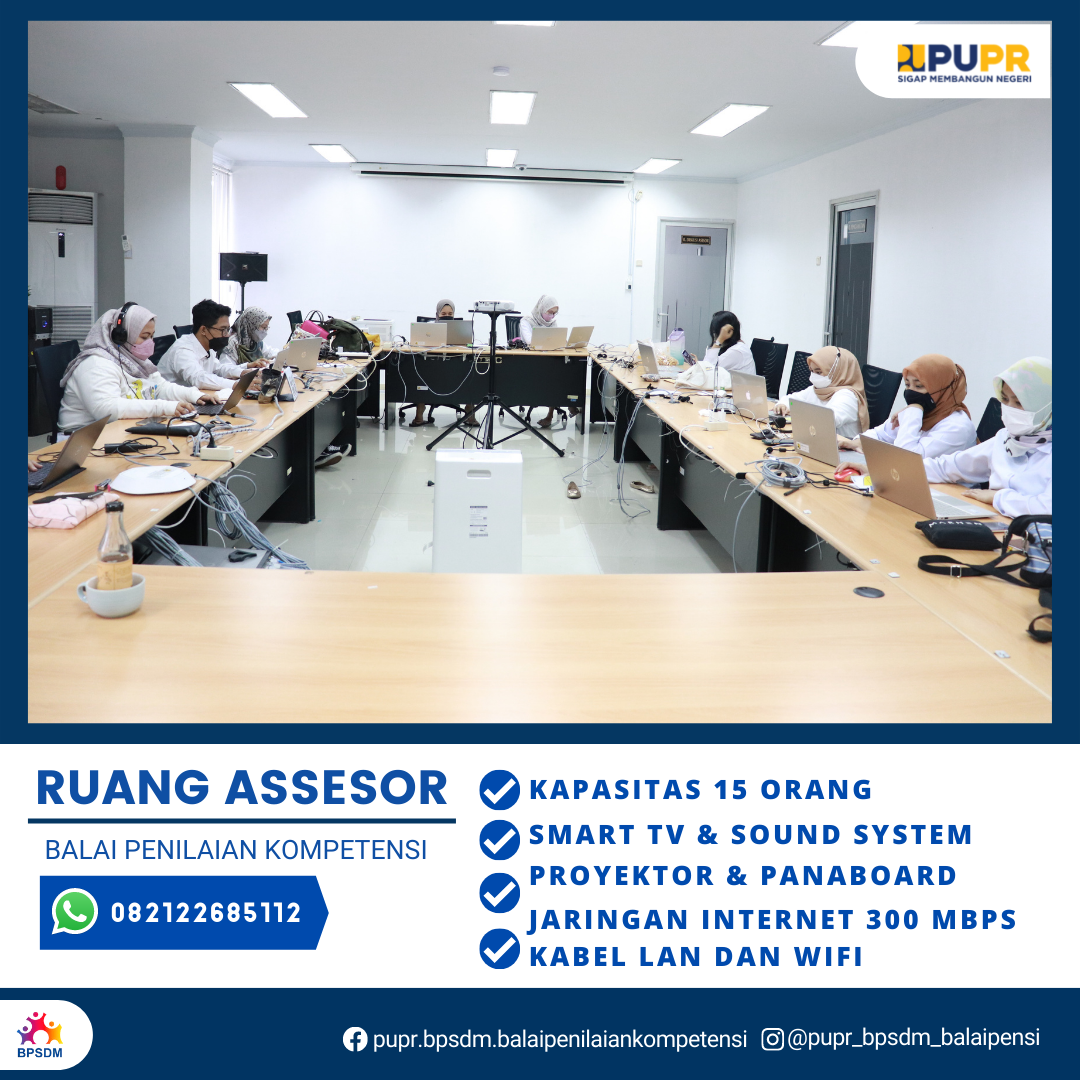 PUPR
SIGAP MEMBANGUN NEGERI
RUANG ASSESOR
BALAI PENILAIAN KOMPETENSI
082122685112
KAPASITAS 15 ORANG
SMART TV & SOUND SYSTEM
PROYEKTOR & PANABOARD
JARINGAN INTERNET 300 MBPS
KABEL LAN DAN WIFI
BPSDM
pupr.bpsdm.balaipenilaiankompetensi
@pupr_bpsdm_balaipensi